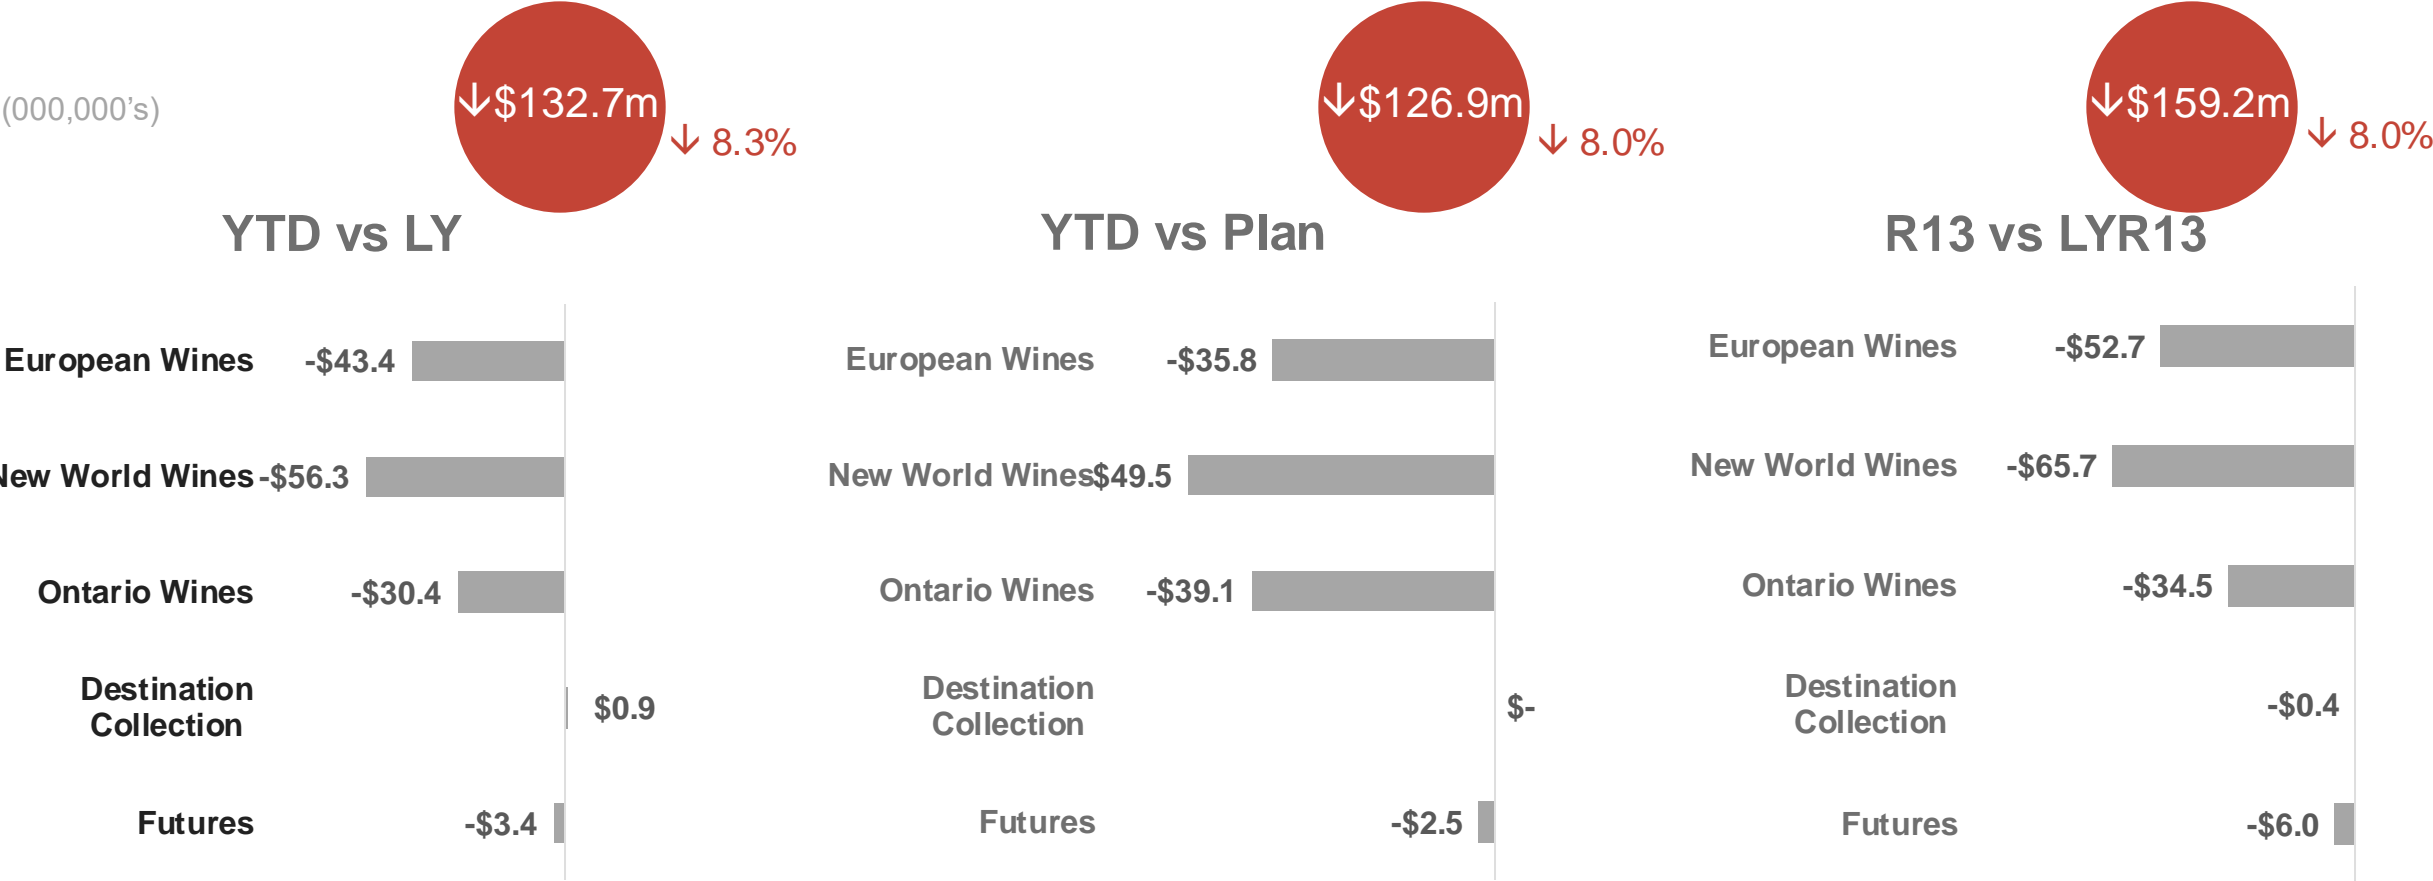 (000,000’s)
↓$132.7m
↓ 8.3%
YTD vs LY
European Wines -$43.4
New World Wines -$56.3
Ontario Wines -$30.4
Destination
Collection
$0.9
Futures -$3.4
↓$126.9m
↓ 8.0%
YTD vs Plan
European Wines -$35.8
New World Wines $49.5
Ontario Wines -$39.1
Destination
Collection
$-
Futures -$2.5
↓$159.2m
↓ 8.0%
R13 vs LYR13
European Wines -$52.7
New World Wines -$65.7
Ontario Wines -$34.5
Destination
Collection
-$0.4
Futures -$6.0